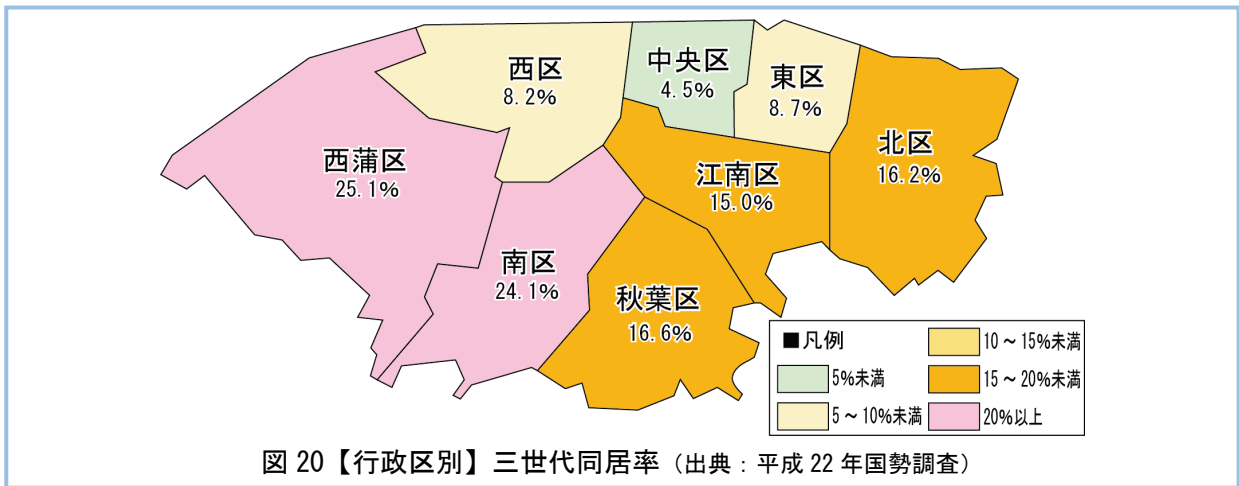 西区
8.2%
中央区
4.5%
東区
8.7%
北区
16.2%
西蒲区
25.1%
江南区
15.0%
南区
24.1%
秋葉区
16.6%
■凡例
5%未満
5～10%未満
10～15%未満
15～20%未満
20%以上
図20【行政区別】三世代同居率（出典：平成22年国勢調査）